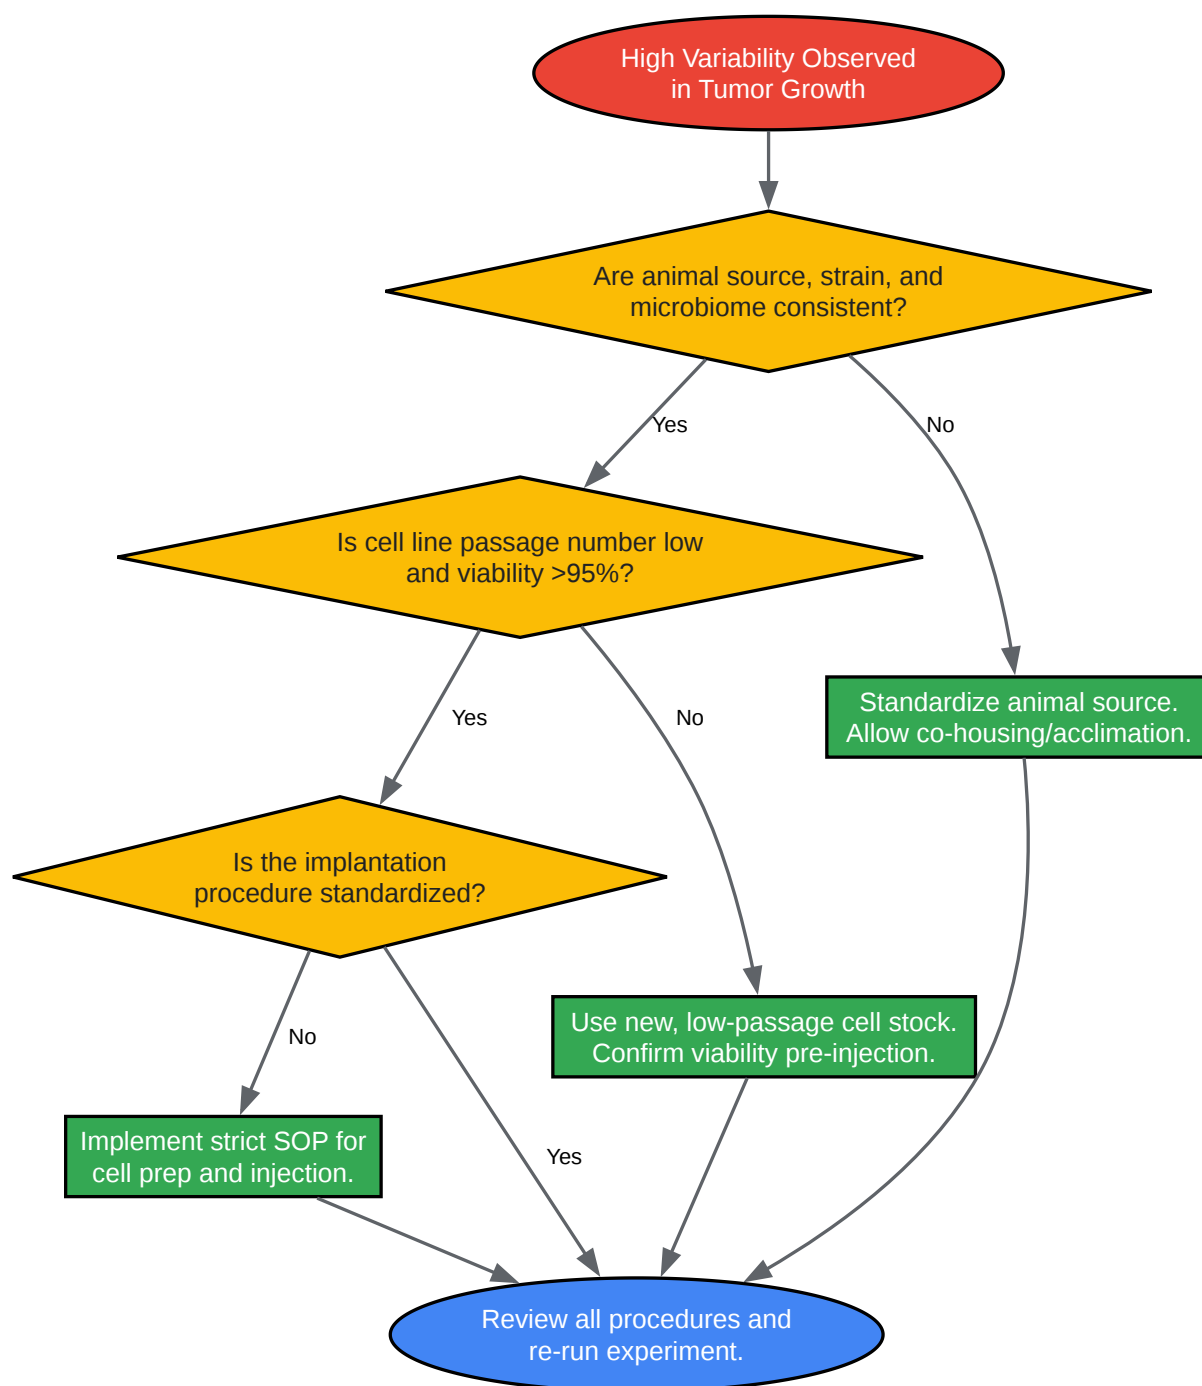 High Variability Observed
in Tumor Growth
Are animal source, strain, and
microbiome consistent?
Yes
No
Is cell line passage number low
and viability >95%?
Standardize animal source.
Allow co-housing/acclimation.
Yes
No
Is the implantation
procedure standardized?
Use new, low-passage cell stock.
Confirm viability pre-injection.
No
Implement strict SOP for
cell prep and injection.
Yes
Review all procedures and
re-run experiment.